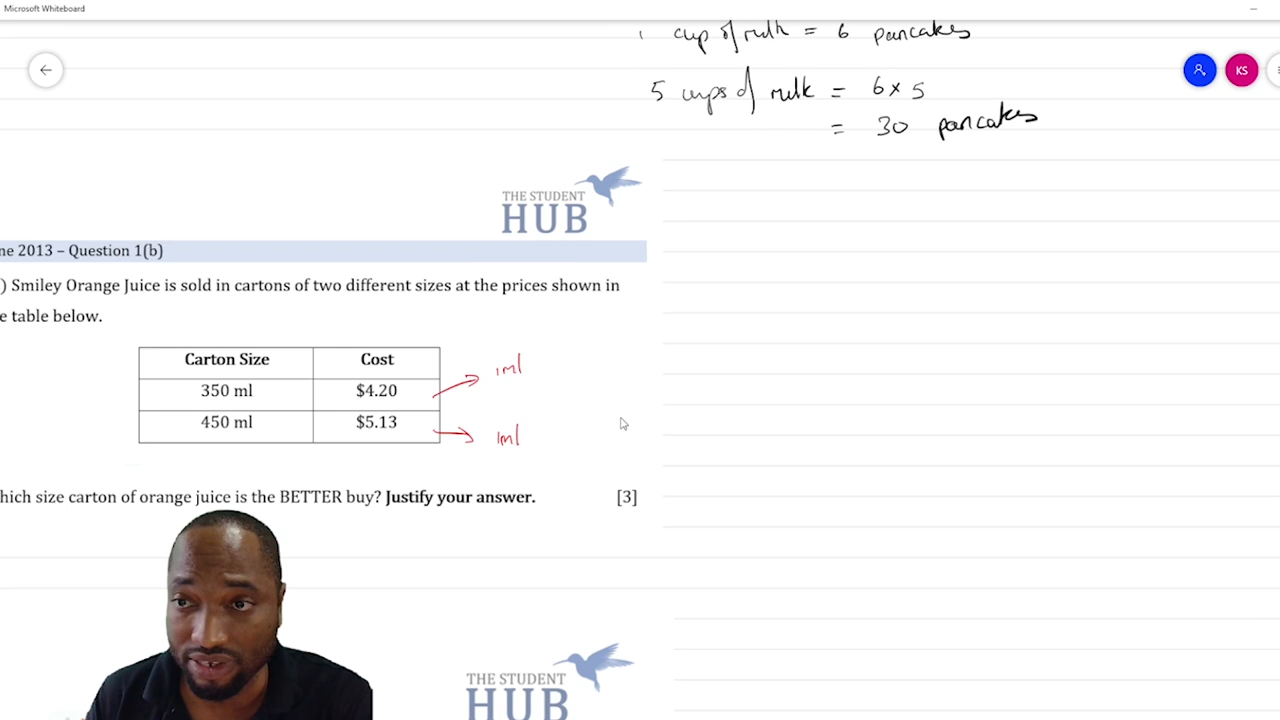 Microsoft Whiteboard
1 cup of milk = 6 pancakes
5 cups of milk = 6 × 5
= 30 pancakes
KS
THE STUDENT
HUB
ne 2013 – Question 1(b)
) Smiley Orange Juice is sold in cartons of two different sizes at the prices shown in
e table below.
Carton Size Cost
350 ml $4.20 1ml
450 ml $5.13 1ml
hich size carton of orange juice is the BETTER buy? Justify your answer. [3]
THE STUDENT
HUB